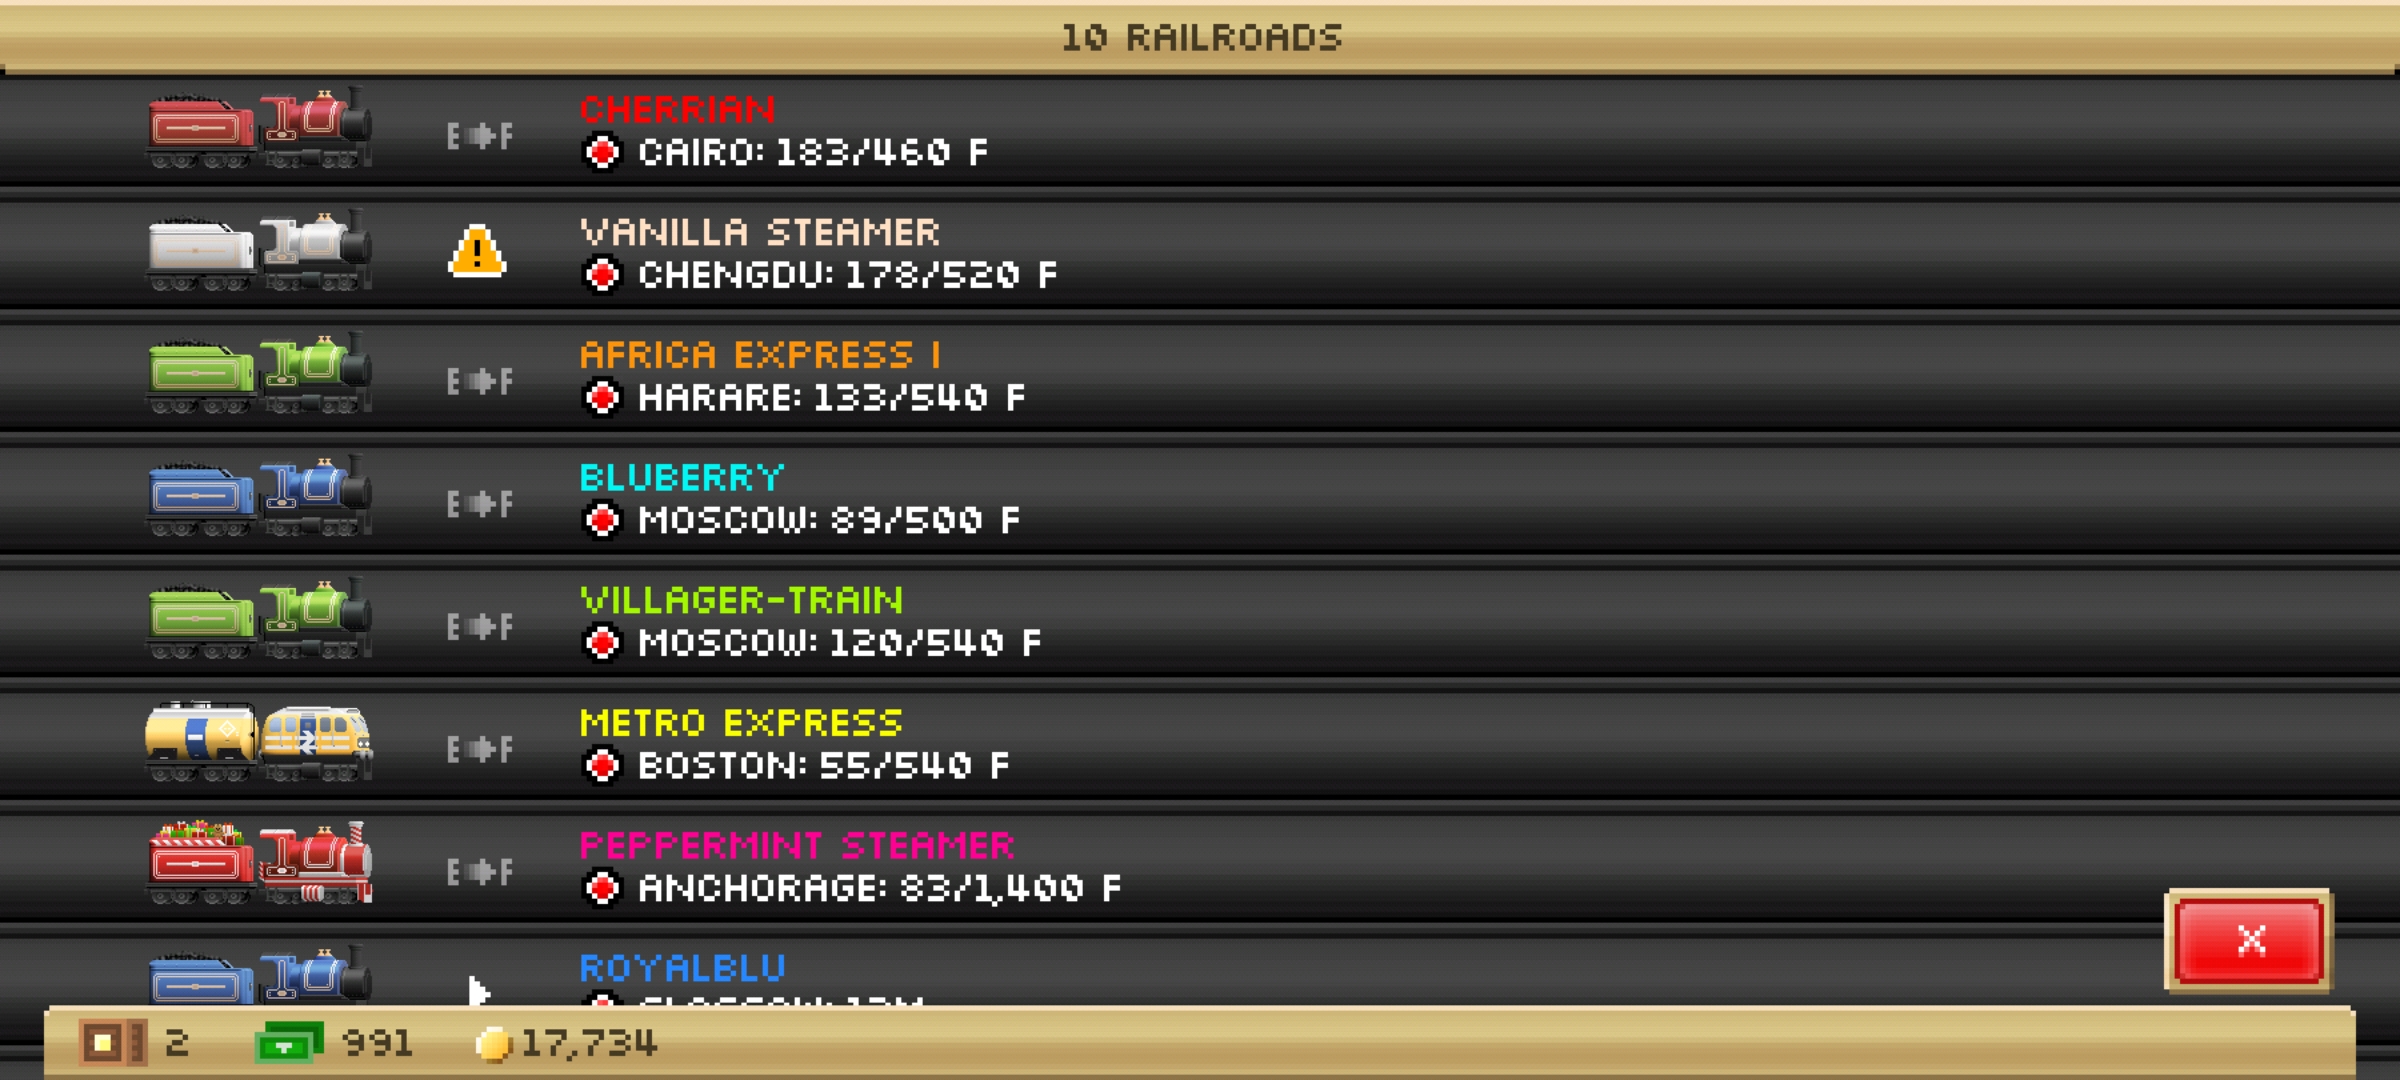 10 RAILROADS
CHERRIAN
E F
CAIRO: 183/460 F
VANILLA STEAMER
!
CHENGDU: 178/520 F
AFRICA EXPRESS I
E F
HARARE: 133/540 F
BLUBERRY
E F
MOSCOW: 89/500 F
VILLAGER-TRAIN
E F
MOSCOW: 120/540 F
METRO EXPRESS
E F
BOSTON: 55/540 F
PEPPERMINT STEAMER
E F
ANCHORAGE: 83/1,400 F
X
ROYALBLU
2 991 17,734